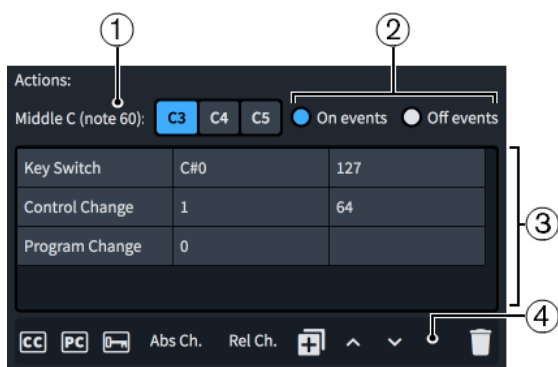 1 2
Actions:
Middle C (note 60): C3 C4 C5 On events Off events
Key Switch C#0 127
Control Change 1 64
Program Change 0
3
4
CC PC Abs Ch. Rel Ch.